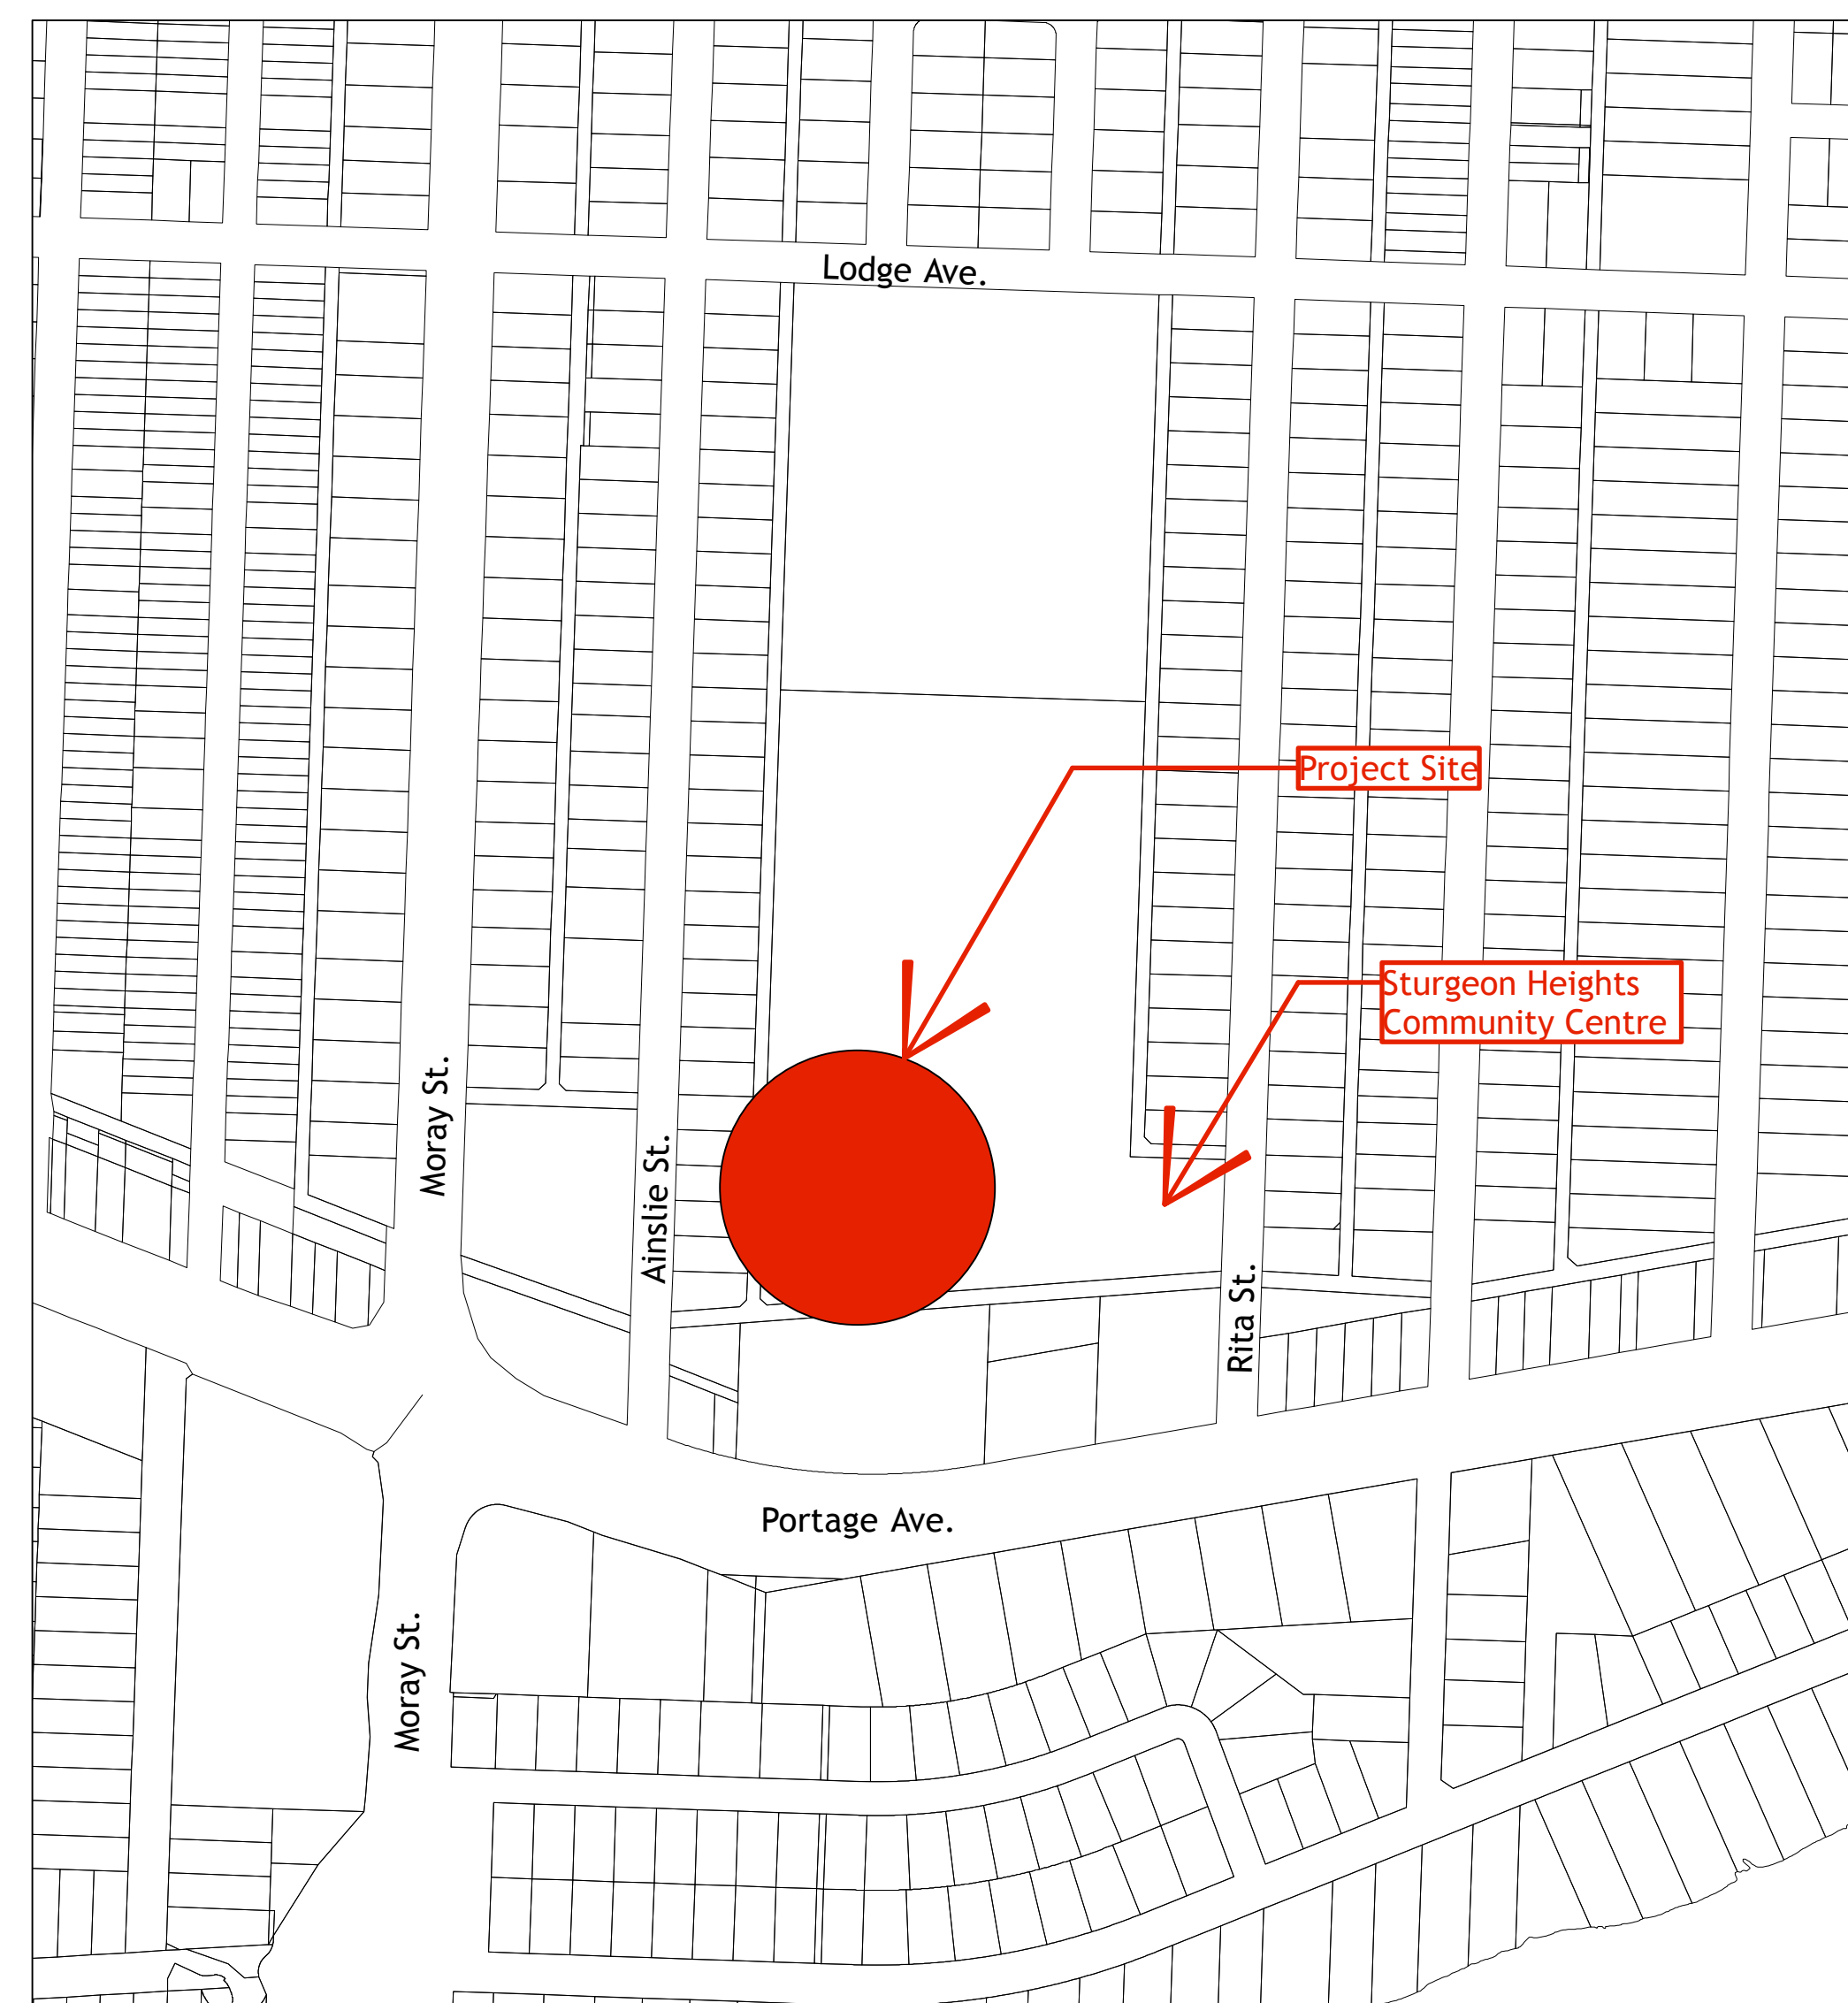 Lodge Ave.
Project Site
Sturgeon Heights
Community Centre
Moray St.
Ainslie St.
Rita St.
Portage Ave.
Moray St.